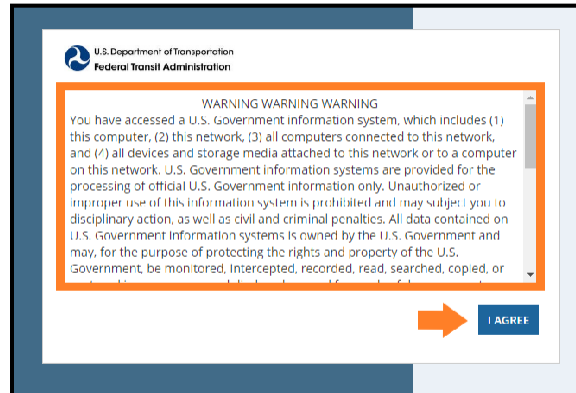 U.S. Department of Transportation
Federal Transit Administration
WARNING WARNING WARNING
You have accessed a U.S. Government information system, which includes (1)
this computer, (2) this network, (3) all computers connected to this network,
and (4) all devices and storage media attached to this network or to a computer
on this network. U.S. Government information systems are provided for the
processing of official U.S. Government information only. Unauthorized or
improper use of this information system is prohibited and may subject you to
disciplinary action, as well as civil and criminal penalties. All data contained on
U.S. Government information systems is owned by the U.S. Government and
may, for the purpose of protecting the rights and property of the U.S.
Government, be monitored, intercepted, recorded, read, searched, copied, or
I AGREE